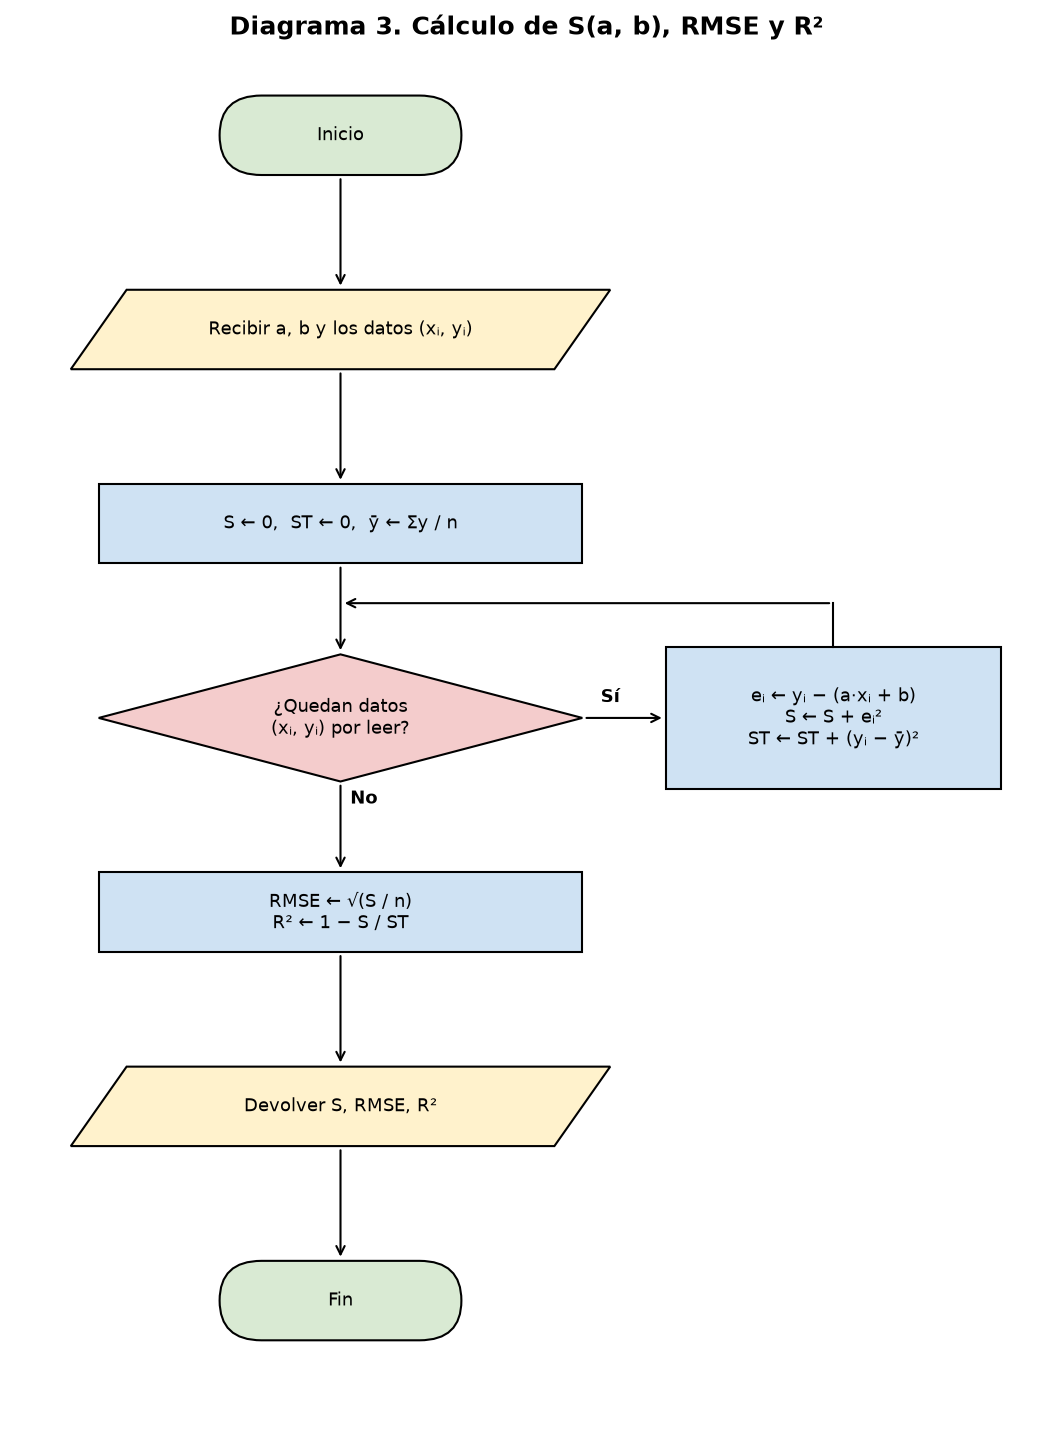 Diagrama 3. Cálculo de S(a, b), RMSE y R²
Inicio
Recibir a, b y los datos (xᵢ, yᵢ)
S ← 0,  ST ← 0,  ȳ ← Σy / n
¿Quedan datos
(xᵢ, yᵢ) por leer?
Sí
eᵢ ← yᵢ − (a·xᵢ + b)
S ← S + eᵢ²
ST ← ST + (yᵢ − ȳ)²
No
RMSE ← √(S / n)
R² ← 1 − S / ST
Devolver S, RMSE, R²
Fin